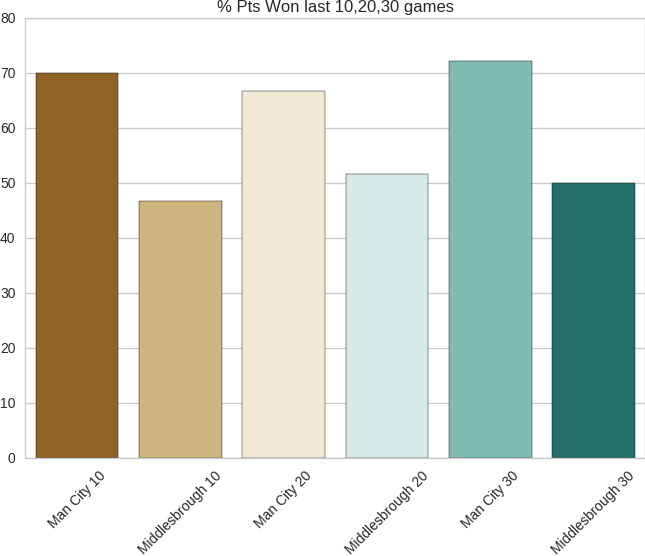 % Pts Won last 10,20,30 games
80
70
60
50
40
30
20
10
0
Man City 10
Middlesbrough 10
Man City 20
Middlesbrough 20
Man City 30
Middlesbrough 30